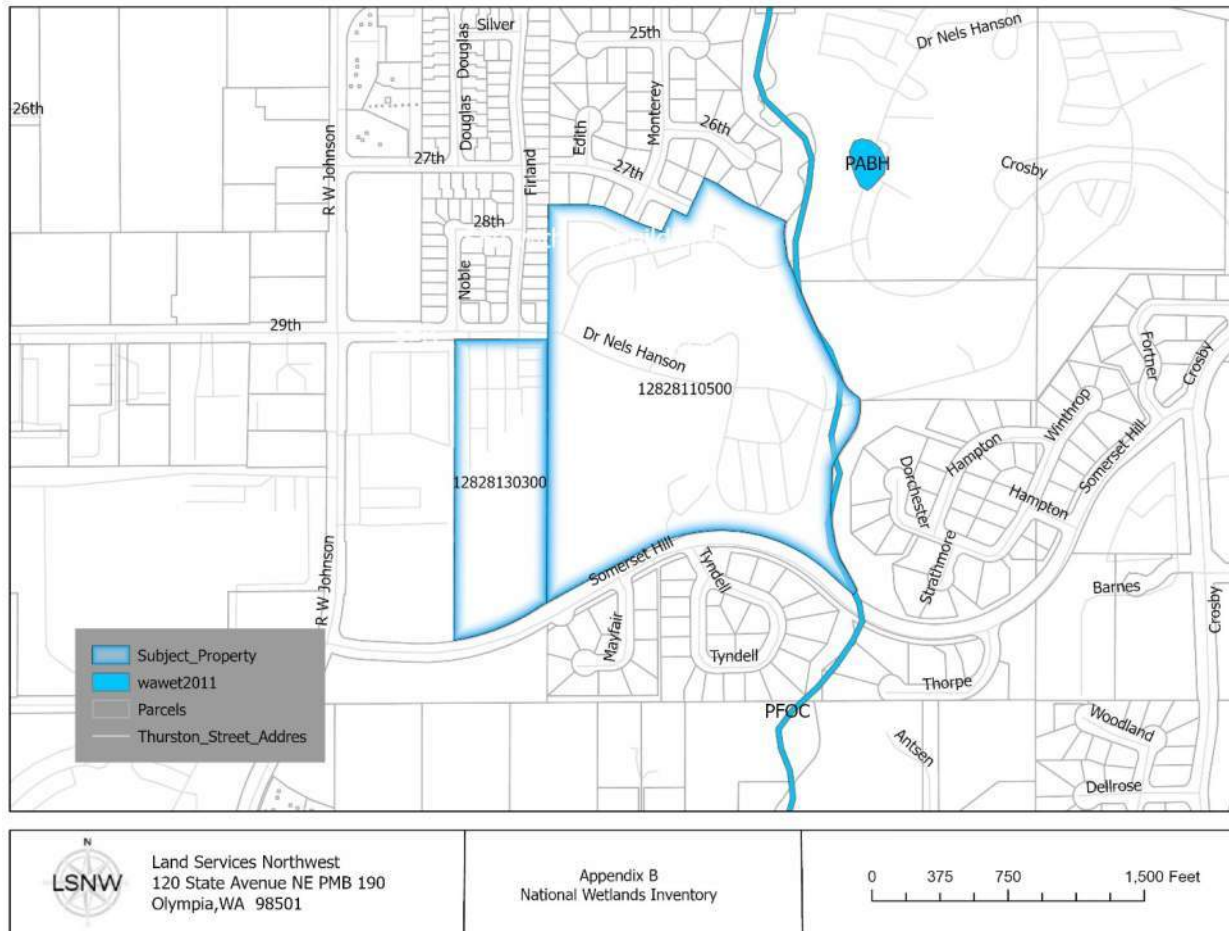 Silver
Douglas
25th
Dr Nels Hanson
26th
Douglas
Edith
Monterey
26th
PABH
Crosby
R W Johnson
27th
Firland
27th
28th
Noble
29th
Dr Nels Hanson
12828110500
Fortner
Crosby
Winthrop
Hampton
Somerset Hill
12828130300
Dorchester
Hampton
Strathmore
R W Johnson
Somerset Hill
Tyndell
Barnes
Crosby
Mayfair
Tyndell
Thorpe
PFOC
Antsen
Woodland
Dellrose
Subject_Property
wawet2011
Parcels
Thurston_Street_Addres
N
LSNW
Land Services Northwest
120 State Avenue NE PMB 190
Olympia,WA 98501
Appendix B
National Wetlands Inventory
0 375 750 1,500 Feet